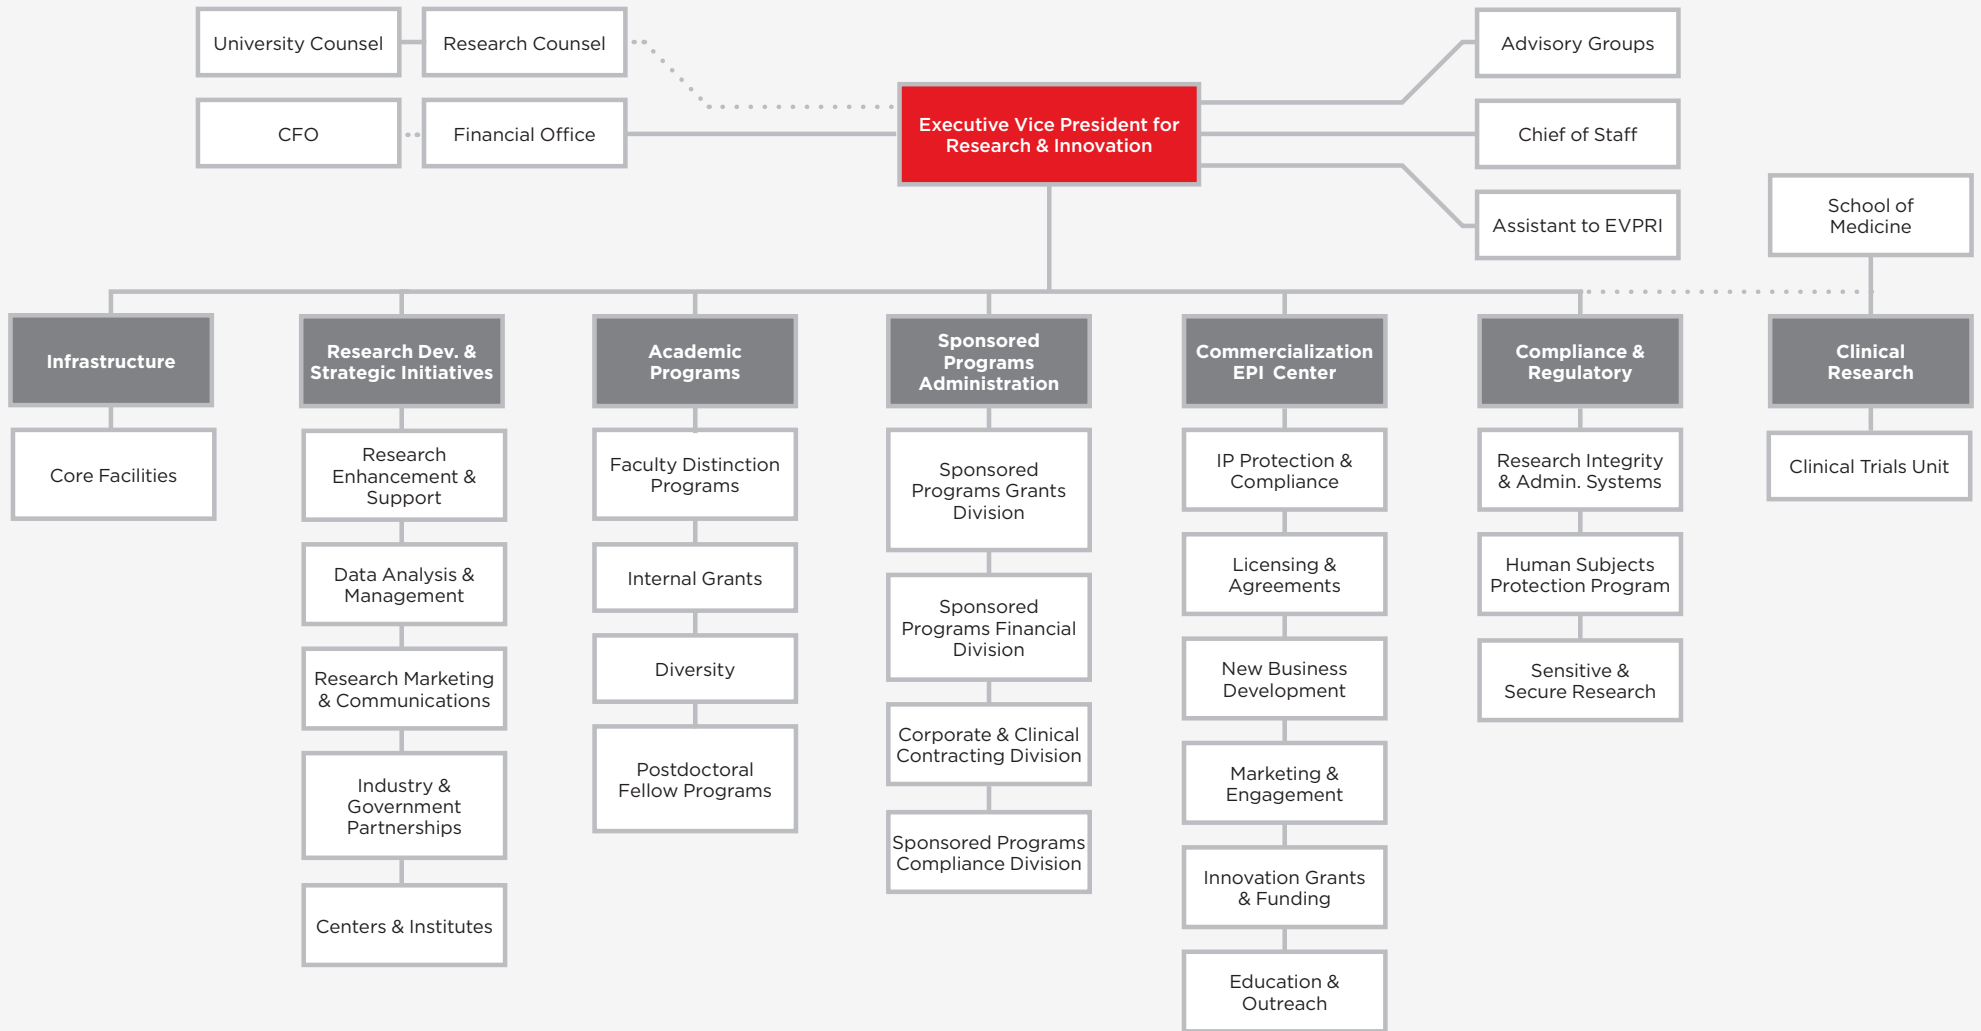 University Counsel
Research Counsel
Advisory Groups
CFO
Financial Office
Executive Vice President for
Research & Innovation
Chief of Staff
Assistant to EVPRI
School of
Medicine
Infrastructure
Research Dev. &
Strategic Initiatives
Academic
Programs
Sponsored
Programs
Administration
Commercialization
EPI Center
Compliance &
Regulatory
Clinical
Research
Core Facilities
Research
Enhancement &
Support
Data Analysis &
Management
Research Marketing
& Communications
Industry &
Government
Partnerships
Centers & Institutes
Faculty Distinction
Programs
Internal Grants
Diversity
Postdoctoral
Fellow Programs
Sponsored
Programs Grants
Division
Sponsored
Programs Financial
Division
Corporate & Clinical
Contracting Division
Sponsored Programs
Compliance Division
IP Protection &
Compliance
Licensing &
Agreements
New Business
Development
Marketing &
Engagement
Innovation Grants
& Funding
Education &
Outreach
Research Integrity
& Admin. Systems
Human Subjects
Protection Program
Sensitive &
Secure Research
Clinical Trials Unit